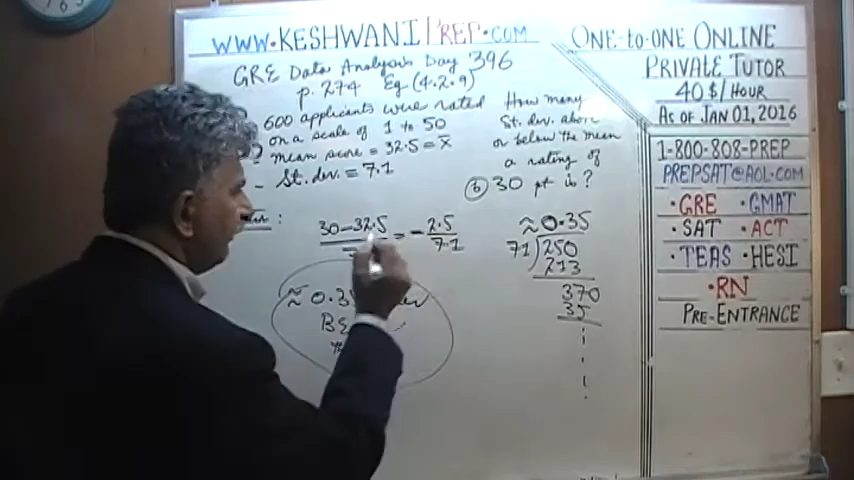 WWW.KESHWANIPREP.COM
GRE Data Analysis Day 396
p. 274 Eg (4.2.9)
600 applicants were rated
on a scale of 1 to 50
mean score = 32.5 = x̄
- St. dev. = 7.1
How many
St. dev. above
or below the mean
a rating of
(b) 30 pt is?
:
30-32.5 = - 2.5
7.1
≈ 0.35
BE
≈ 0.35
71) 250
213
370
35
ONE-TO-ONE ONLINE
PRIVATE TUTOR
40 $/HOUR
AS OF JAN 01, 2016
1-800-808-PREP
PREPSAT@AOL.COM
• GRE • GMAT
• SAT • ACT
• TEAS • HESI
• RN
PRE-ENTRANCE